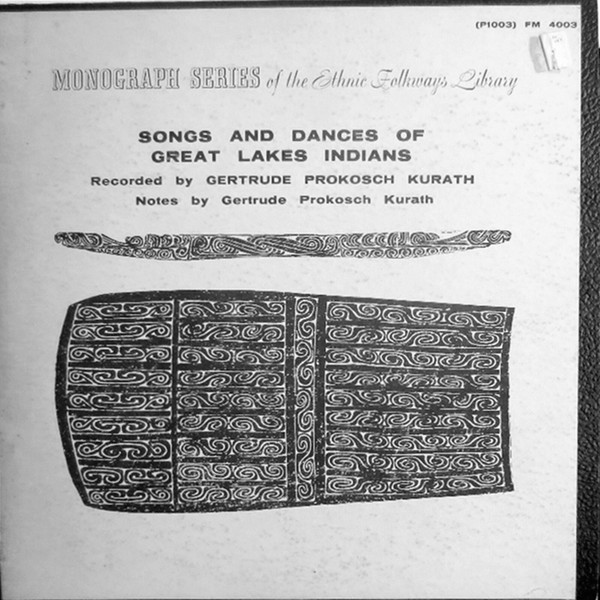 (P1003) FM 4003
MONOGRAPH SERIES of the Ethnic Folkways Library
SONGS AND DANCES OF
GREAT LAKES INDIANS
Recorded by GERTRUDE PROKOSCH KURATH
Notes by Gertrude Prokosch Kurath